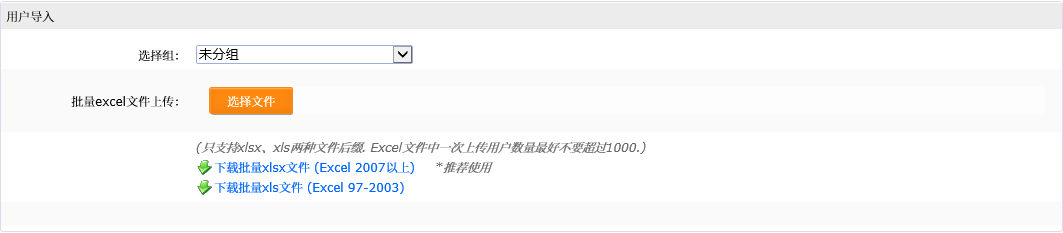 用户导入
选择组: 未分组
批量excel文件上传: 选择文件
(只支持xlsx、xls两种文件后缀. Excel文件中一次上传用户数量最好不要超过1000.)
下载批量xlsx文件 (Excel 2007以上) *推荐使用
下载批量xls文件 (Excel 97-2003)